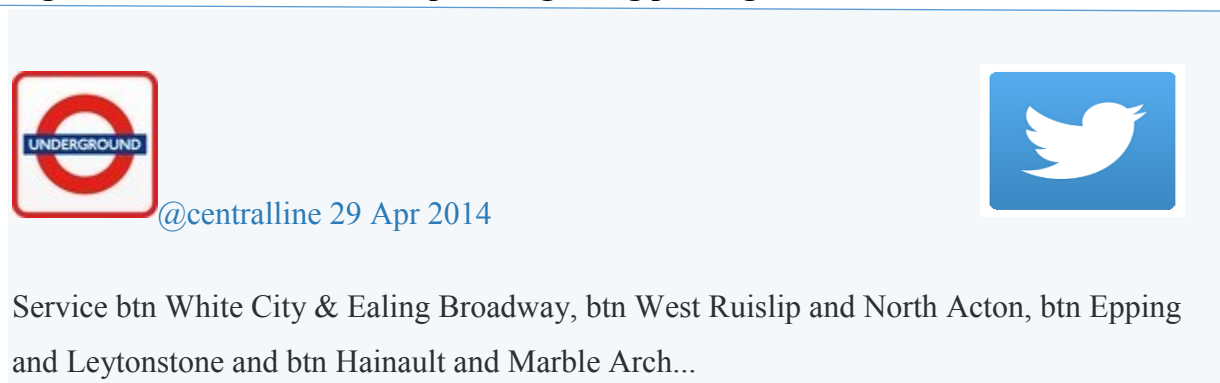 UNDERGROUND
@centralline 29 Apr 2014
Service btn White City & Ealing Broadway, btn West Ruislip and North Acton, btn Epping
and Leytonstone and btn Hainault and Marble Arch...